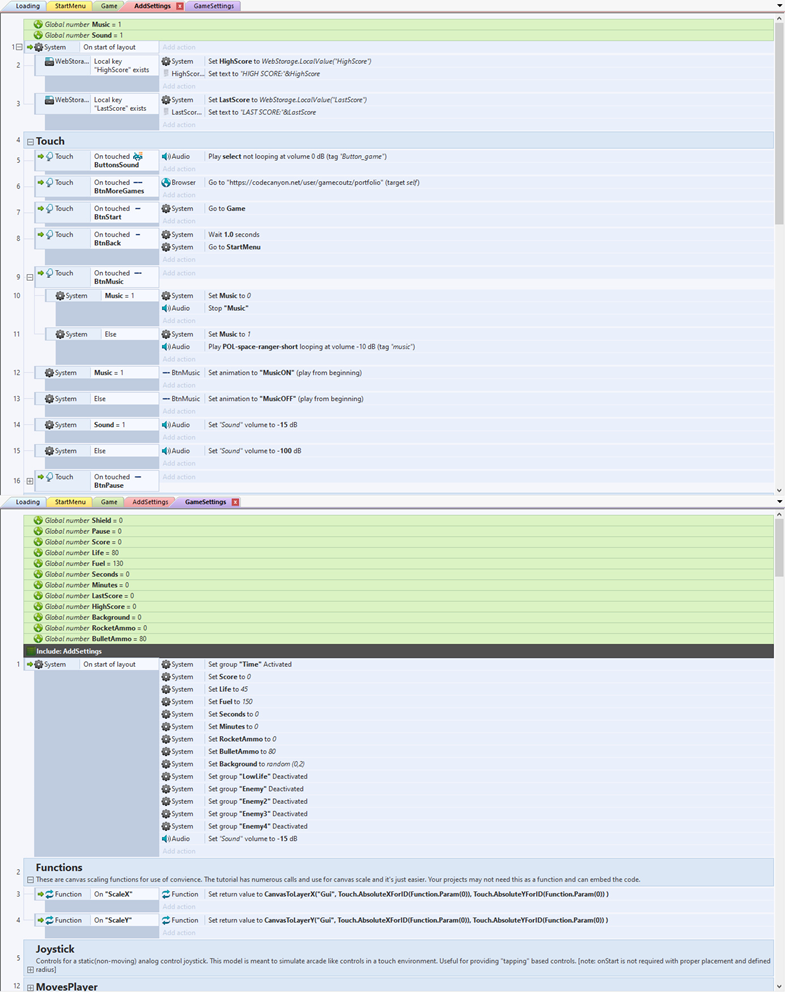 Loading StartMenu Game AddSettings x GameSettings
Global number Music = 1
Global number Sound = 1
1 System On start of layout Add action
2 WebStora... Local key "HighScore" exists System Set HighScore to WebStorage.LocalValue("HighScore")
HighScor... Set text to "HIGH SCORE:"&HighScore
Add action
3 WebStora... Local key "LastScore" exists System Set LastScore to WebStorage.LocalValue("LastScore")
LastScor... Set text to "LAST SCORE:"&LastScore
Add action
4 Touch
5 Touch On touched ButtonsSound Audio Play select not looping at volume 0 dB (tag "Button_game")
Add action
6 Touch On touched BtnMoreGames Browser Go to "https://codecanyon.net/user/gamecoutz/portfolio" (target self)
Add action
7 Touch On touched BtnStart System Go to Game
Add action
8 Touch On touched BtnBack System Wait 1.0 seconds
System Go to StartMenu
Add action
9 Touch On touched BtnMusic Add action
10 System Music = 1 System Set Music to 0
Audio Stop "Music"
Add action
11 System Else System Set Music to 1
Audio Play POL-space-ranger-short looping at volume -10 dB (tag "music")
Add action
12 System Music = 1 BtnMusic Set animation to "MusicON" (play from beginning)
Add action
13 System Else BtnMusic Set animation to "MusicOFF" (play from beginning)
Add action
14 System Sound = 1 Audio Set "Sound" volume to -15 dB
Add action
15 System Else Audio Set "Sound" volume to -100 dB
Add action
16 Touch On touched BtnPause Add action
Loading StartMenu Game AddSettings GameSettings x
Global number Shield = 0
Global number Pause = 0
Global number Score = 0
Global number Life = 80
Global number Fuel = 130
Global number Seconds = 0
Global number Minutes = 0
Global number LastScore = 0
Global number HighScore = 0
Global number Background = 0
Global number RocketAmmo = 0
Global number BulletAmmo = 80
Include: AddSettings
1 System On start of layout System Set group "Time" Activated
System Set Score to 0
System Set Life to 45
System Set Fuel to 150
System Set Seconds to 0
System Set Minutes to 0
System Set RocketAmmo to 0
System Set BulletAmmo to 80
System Set Background to random (0,2)
System Set group "LowLife" Deactivated
System Set group "Enemy" Deactivated
System Set group "Enemy2" Deactivated
System Set group "Enemy3" Deactivated
System Set group "Enemy4" Deactivated
Audio Set "Sound" volume to -15 dB
Add action
2 Functions
These are canvas scaling functions for use of convience. The tutorial has numerous calls and use for canvas scale and it's just easier. Your projects may not need this as a function and can embed the code.
3 Function On "ScaleX" Function Set return value to CanvasToLayerX("Gui", Touch.AbsoluteXForID(Function.Param(0)), Touch.AbsoluteYForID(Function.Param(0)) )
Add action
4 Function On "ScaleY" Function Set return value to CanvasToLayerY("Gui", Touch.AbsoluteXForID(Function.Param(0)), Touch.AbsoluteYForID(Function.Param(0)) )
Add action
5 Joystick
Controls for a static(non-moving) analog control joystick. This model is meant to simulate arcade like controls in a touch environment. Useful for providing "tapping" based controls. [note: onStart is not required with proper placement and defined
radius]
12 MovesPlayer